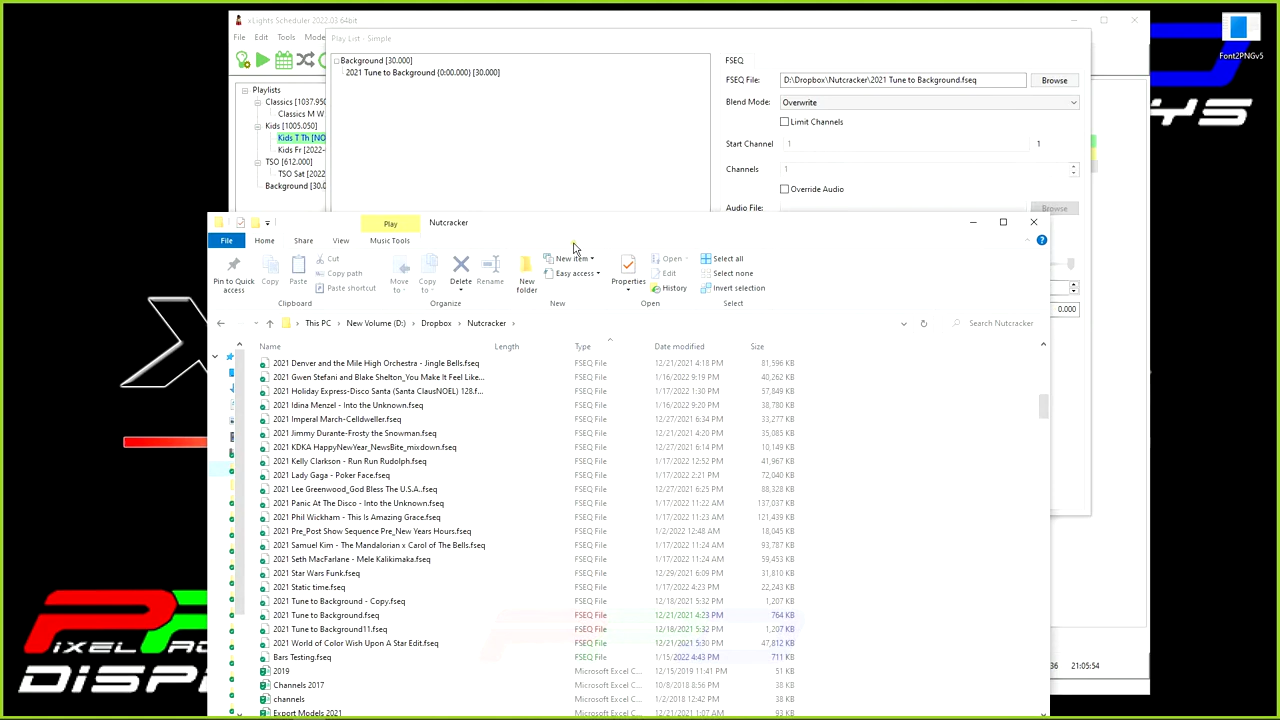 xLights Scheduler 2022.03 64bit
File Edit Tools Mode
Play List - Simple
Playlists
Classics [1037.950
Classics M W
Kids [1005.050]
Kids T Th [NO
Kids Fr [2022-
TSO [612.000]
TSO Sat [2022
Background [30.0
Background [30.000]
2021 Tune to Background (0:00.000) [30.000]
FSEQ
FSEQ File: D:\Dropbox\Nutcracker\2021 Tune to Background.fseq Browse
Blend Mode: Overwrite
Limit Channels
Start Channel 1 1
Channels 1
Override Audio
Audio File: Browse
0.000
Font2PNGv5
YS
Play Nutcracker
File Home Share View Music Tools
Pin to Quick access
Copy
Paste
Cut
Copy path
Paste shortcut
Clipboard
Move to
Copy to
Delete
Rename
Organize
New folder
New item
Easy access
New
Properties
Open
Edit
History
Open
Select all
Select none
Invert selection
Select
This PC > New Volume (D:) > Dropbox > Nutcracker >
Search Nutcracker
Name Length Type Date modified Size
2021 Denver and the Mile High Orchestra - Jingle Bells.fseq FSEQ File 12/21/2021 4:18 PM 81,596 KB
2021 Gwen Stefani and Blake Shelton_You Make It Feel Like... FSEQ File 1/16/2022 9:19 PM 40,262 KB
2021 Holiday Express-Disco Santa (Santa ClausNOEL) 128.f... FSEQ File 1/17/2022 1:30 PM 57,849 KB
2021 Idina Menzel - Into the Unknown.fseq FSEQ File 1/16/2022 9:20 PM 38,780 KB
2021 Imperal March-Celldweller.fseq FSEQ File 12/27/2021 6:34 PM 33,277 KB
2021 Jimmy Durante-Frosty the Snowman.fseq FSEQ File 12/21/2021 4:20 PM 35,085 KB
2021 KDKA HappyNewYear_NewsBite_mixdown.fseq FSEQ File 12/27/2021 6:14 PM 10,149 KB
2021 Kelly Clarkson - Run Run Rudolph.fseq FSEQ File 1/17/2022 12:52 PM 41,967 KB
2021 Lady Gaga - Poker Face.fseq FSEQ File 1/17/2022 2:21 PM 72,040 KB
2021 Lee Greenwood_God Bless The U.S.A..fseq FSEQ File 12/27/2021 6:25 PM 88,328 KB
2021 Panic At The Disco - Into the Unknown.fseq FSEQ File 1/17/2022 11:22 AM 137,037 KB
2021 Phil Wickham - This Is Amazing Grace.fseq FSEQ File 1/17/2022 11:23 AM 121,439 KB
2021 Pre_Post Show Sequence Pre_New Years Hours.fseq FSEQ File 1/2/2022 12:48 AM 18,045 KB
2021 Samuel Kim - The Mandalorian x Carol of The Bells.fseq FSEQ File 1/17/2022 11:24 AM 93,787 KB
2021 Seth MacFarlane - Mele Kalikimaka.fseq FSEQ File 1/17/2022 11:24 AM 59,453 KB
2021 Star Wars Funk.fseq FSEQ File 12/29/2021 6:09 PM 31,810 KB
2021 Static time.fseq FSEQ File 1/17/2022 4:23 PM 22,243 KB
2021 Tune to Background - Copy.fseq FSEQ File 12/18/2021 5:32 PM 1,207 KB
2021 Tune to Background.fseq FSEQ File 12/21/2021 4:23 PM 764 KB
2021 Tune to Background11.fseq FSEQ File 12/18/2021 5:32 PM 1,207 KB
2021 World of Color Wish Upon A Star Edit.fseq FSEQ File 12/21/2021 5:30 PM 47,812 KB
Bars Testing.fseq FSEQ File 1/15/2022 4:43 PM 711 KB
2019 Microsoft Excel C... 12/15/2019 11:41 PM 51 KB
Channels 2017 Microsoft Excel C... 10/8/2018 8:56 PM 38 KB
channels Microsoft Excel C... 1/2/2018 12:42 PM 38 KB
Export Models 2021 Microsoft Excel C... 12/21/2021 1:07 AM 93 KB
36 21:05:54
PIXEL PRO
DISP